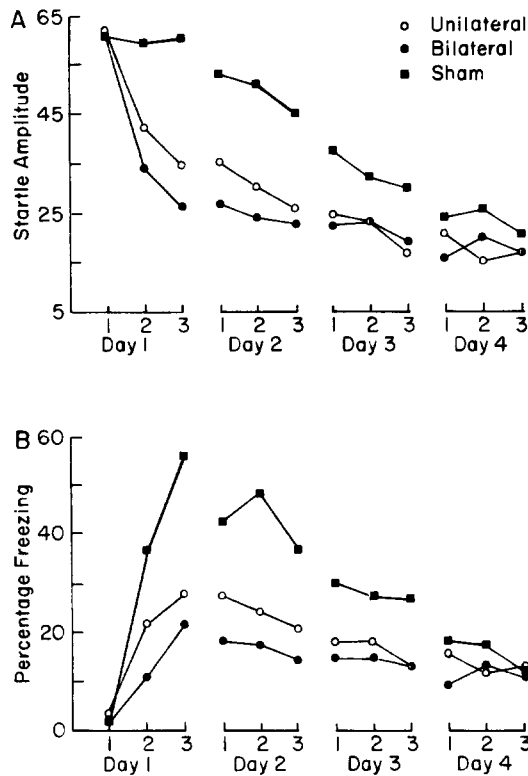 A
65
45
25
5
Startle Amplitude
Unilateral
Bilateral
Sham
1 2 3 1 2 3 1 2 3 1 2 3
Day 1 Day 2 Day 3 Day 4
B
60
40
20
0
Percentage Freezing
1 2 3 1 2 3 1 2 3 1 2 3
Day 1 Day 2 Day 3 Day 4